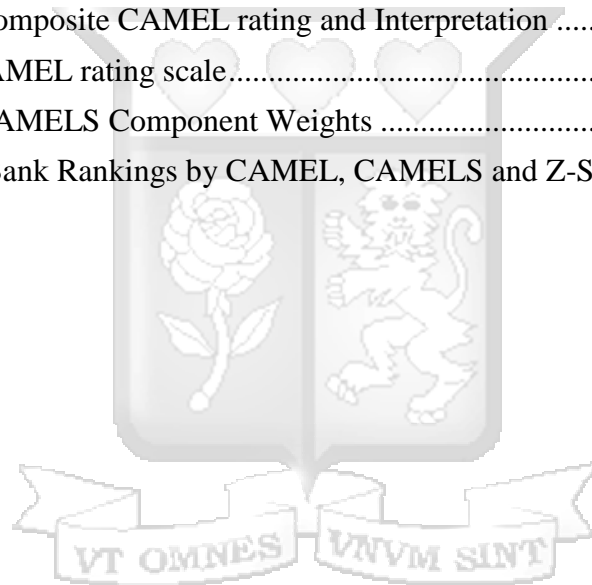 omposite CAMEL rating and Interpretation .....
AMEL rating scale..........................................
AMELS Component Weights ........................
Bank Rankings by CAMEL, CAMELS and Z-S
VT OMNES VNVM SINT